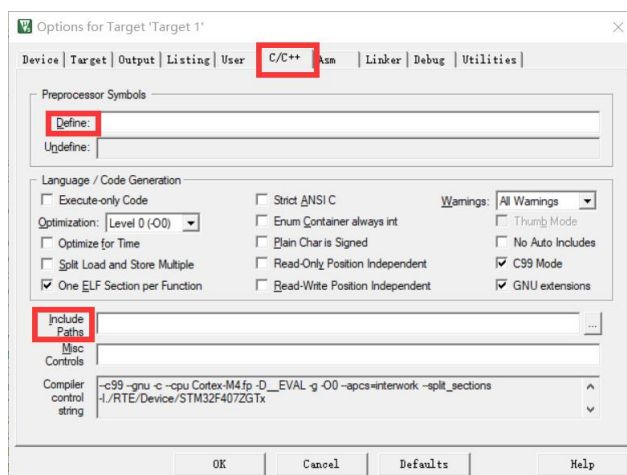 Options for Target 'Target 1'
Device Target Output Listing User C/C++ Asm Linker Debug Utilities
Preprocessor Symbols
Define:
Undefine:
Language / Code Generation
Execute-only Code Strict ANSI C Warnings: All Warnings
Optimization: Level 0 (-O0) Enum Container always int Thumb Mode
Optimize for Time Plain Char is Signed No Auto Includes
Split Load and Store Multiple Read-Only Position Independent C99 Mode
One ELF Section per Function Read-Write Position Independent GNU extensions
Include
Paths ...
Misc
Controls
Compiler
control
string
--c99 --gnu -c --cpu Cortex-M4.fp -D__EVAL -g -O0 --apcs=interwork --split_sections
-I./RTE/Device/STM32F407ZGTx
OK Cancel Defaults Help